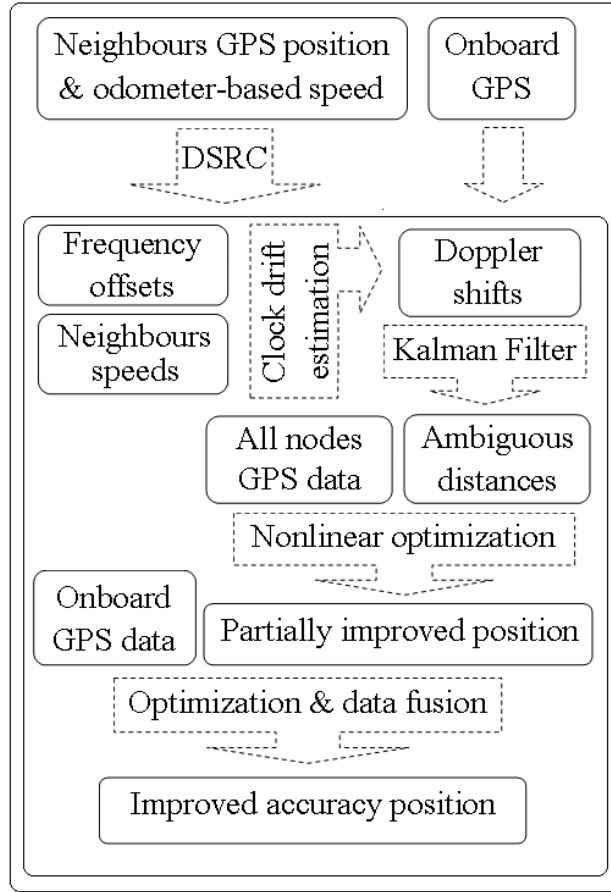 Neighbours GPS position
& odometer-based speed
Onboard
GPS
DSRC
Frequency
offsets
Neighbours
speeds
Clock drift
estimation
Doppler
shifts
Kalman Filter
All nodes
GPS data
Ambiguous
distances
Nonlinear optimization
Onboard
GPS data
Partially improved position
Optimization & data fusion
Improved accuracy position